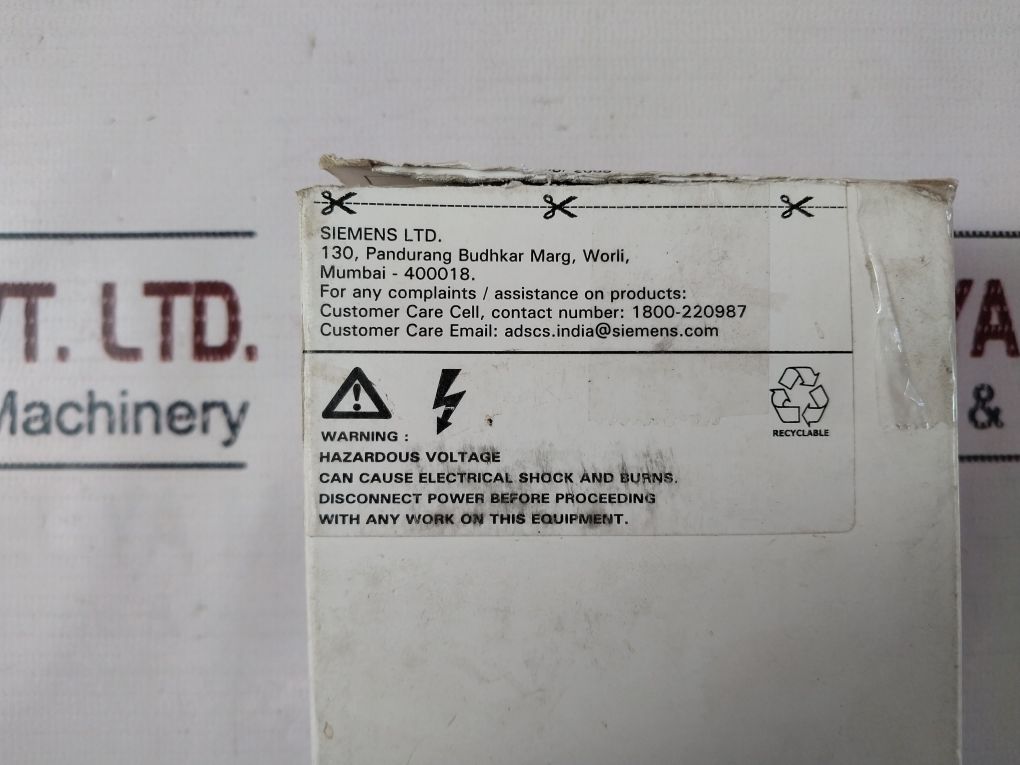 SIEMENS LTD.
130, Pandurang Budhkar Marg, Worli,
Mumbai - 400018.
For any complaints / assistance on products:
Customer Care Cell, contact number: 1800-220987
Customer Care Email: adscs.india@siemens.com
WARNING :
HAZARDOUS VOLTAGE
CAN CAUSE ELECTRICAL SHOCK AND BURNS.
DISCONNECT POWER BEFORE PROCEEDING
WITH ANY WORK ON THIS EQUIPMENT.
RECYCLABLE
VT. LTD.
Machinery
YA
&